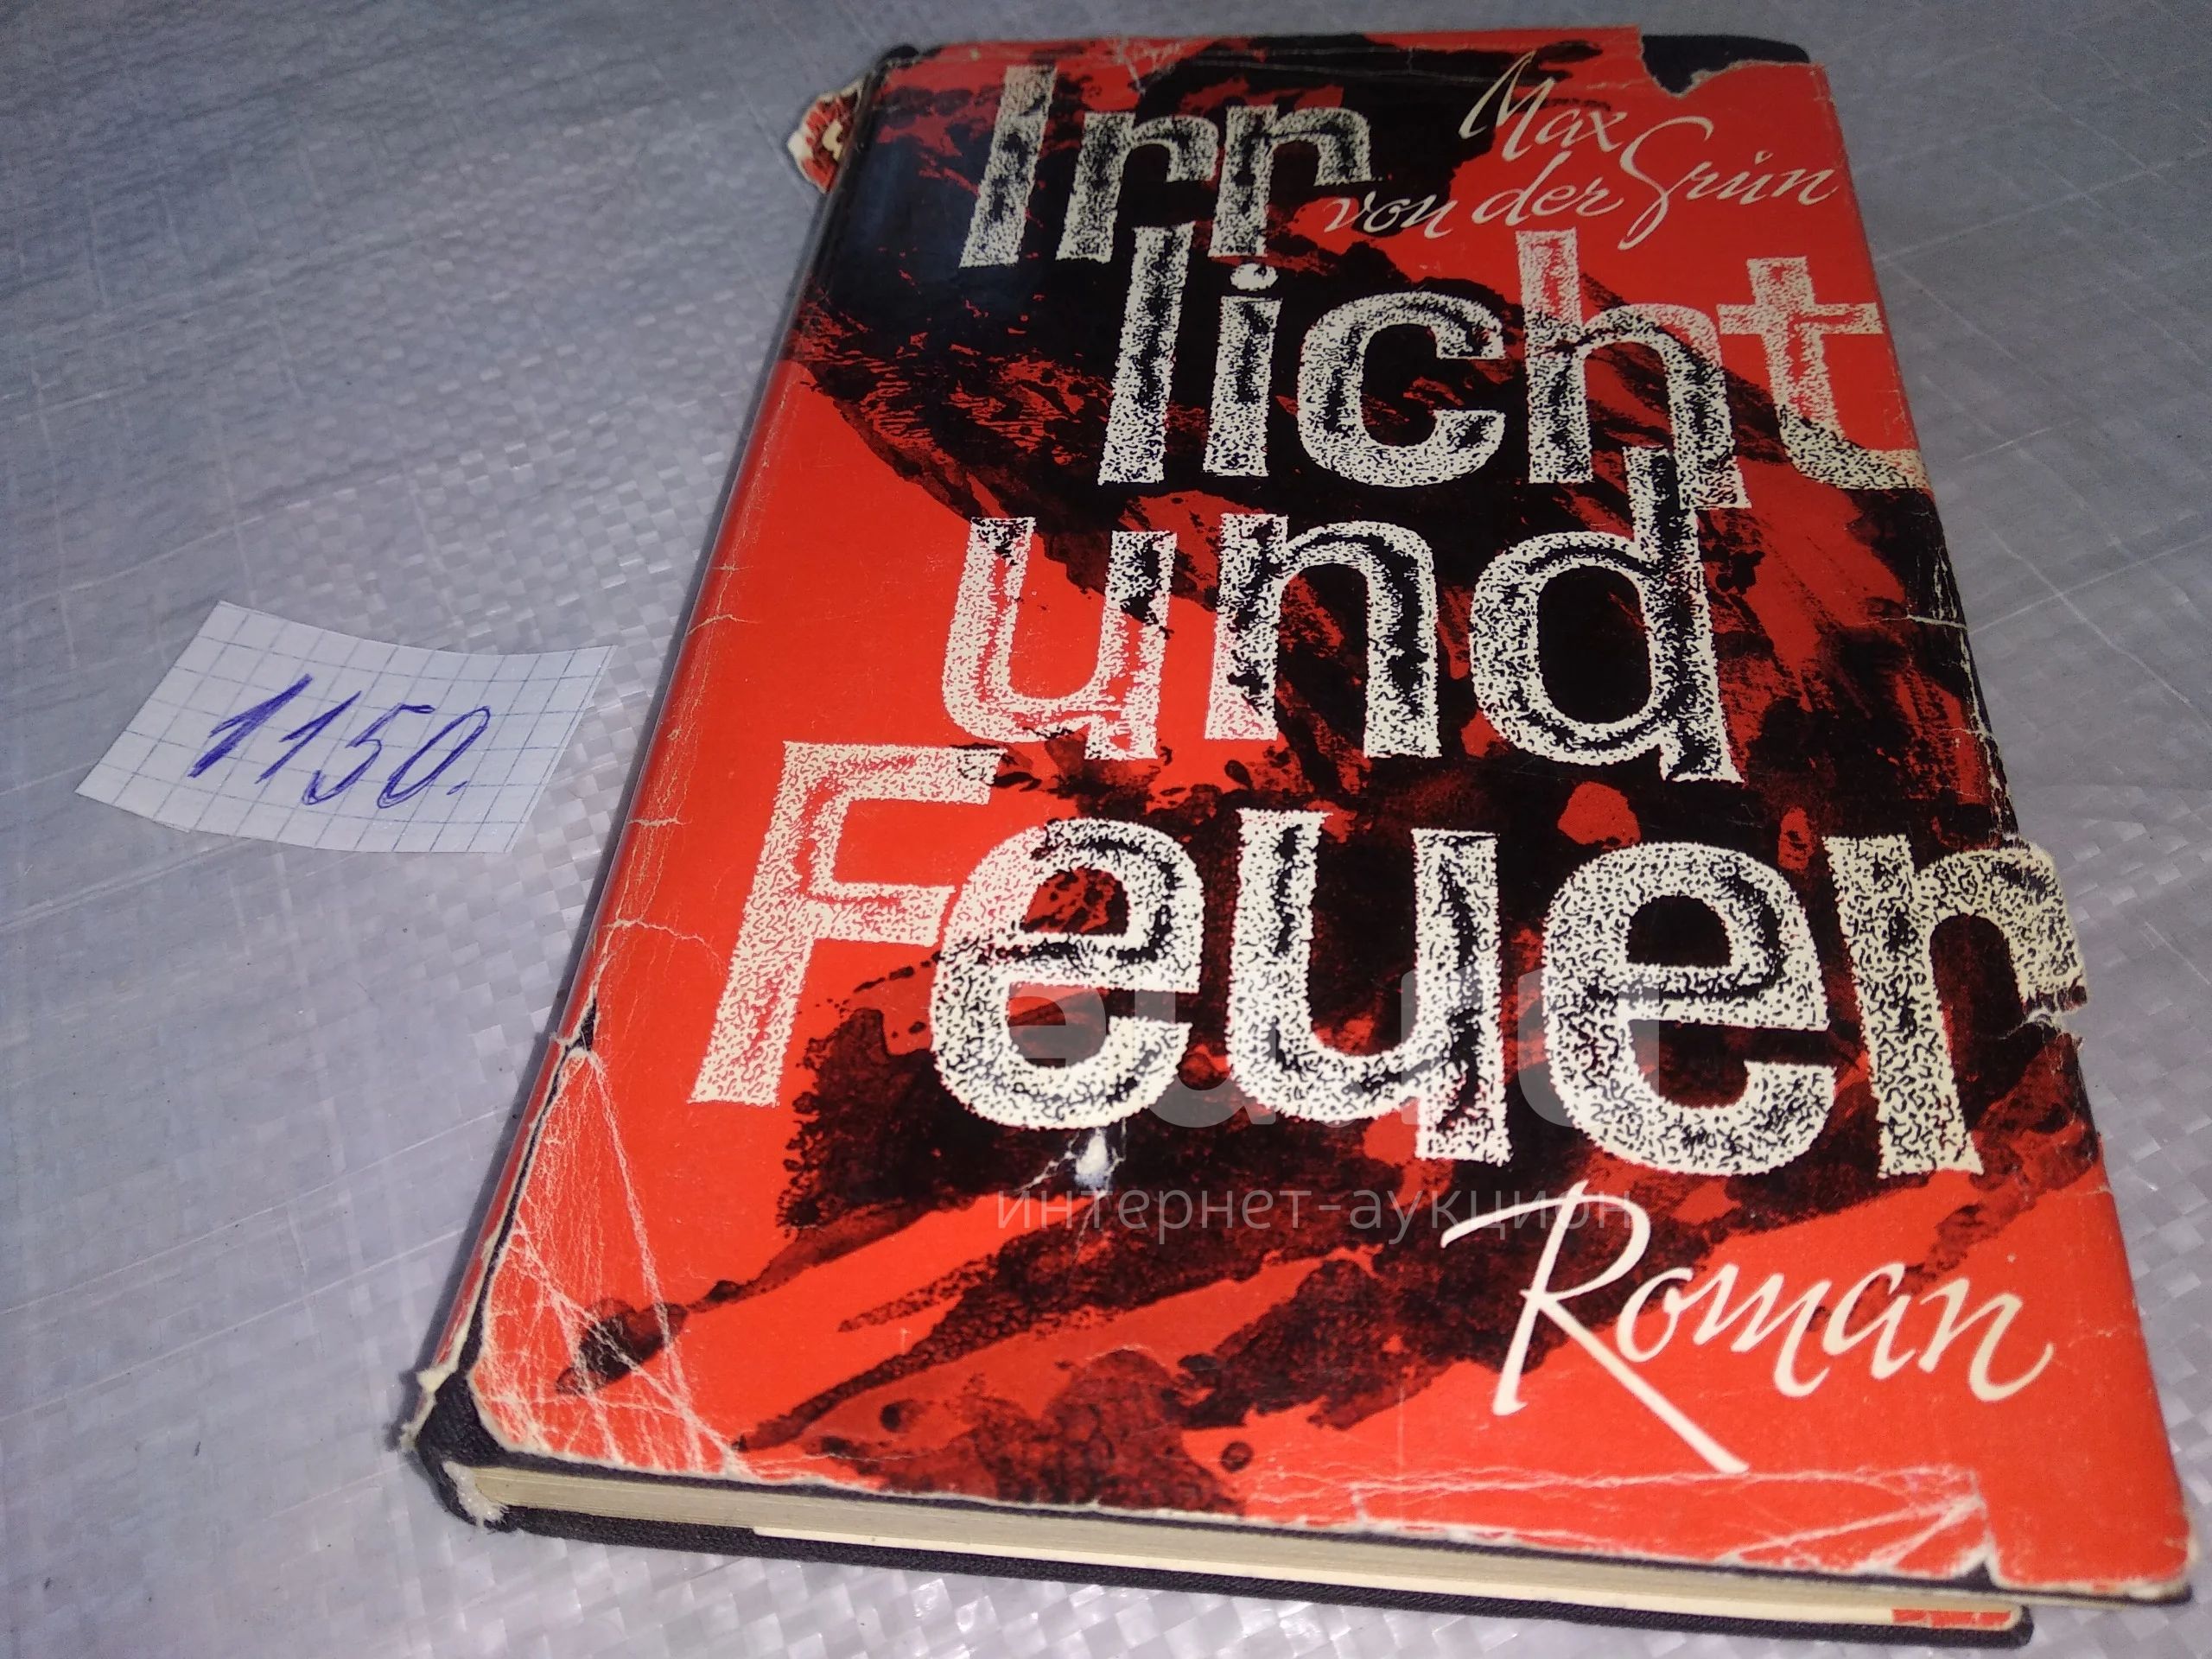 Max
von der Grün
Irr
licht
und
Feuer
Roman
1150.
интернет-аукцион